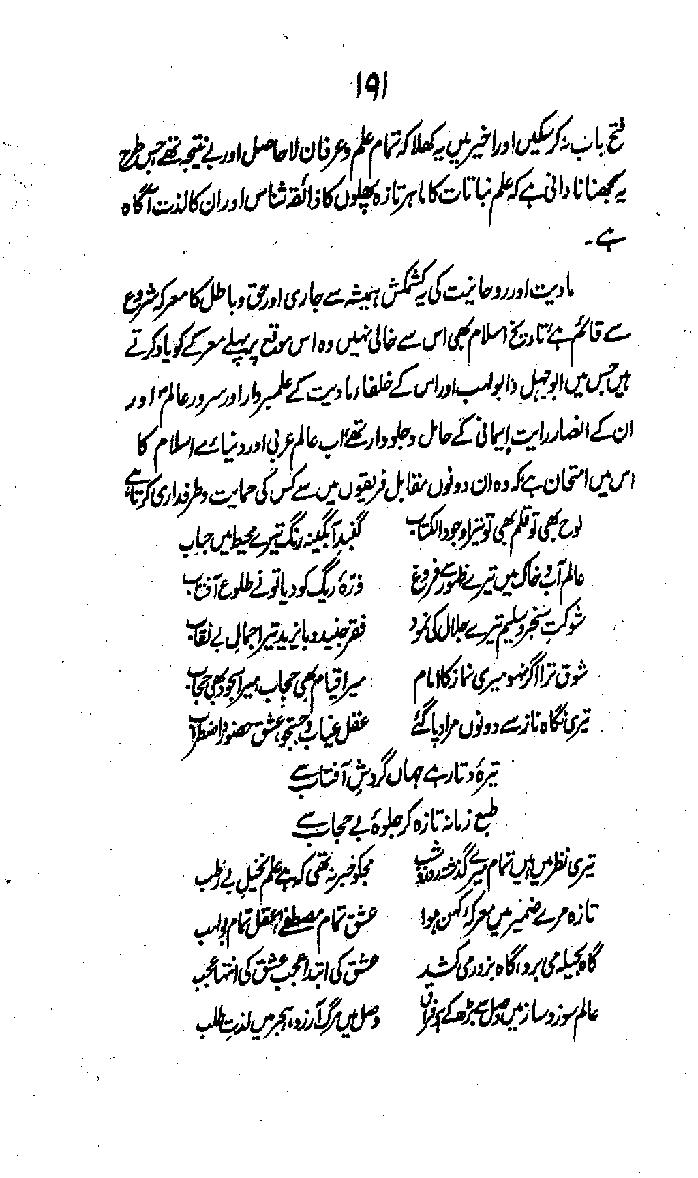 ۱۹۱
فتح باب نہ کر سکیں اور اخیر میں یہ کھلا کہ تمام علم و عرفان لا حاصل اور بے نتیجہ تھے جس طرح
یہ سمجھنا نادانی ہے کہ علم نباتات کا ماہر تازہ پھلوں کا ذائقہ شناس اور ان کا لذت آگاہ
ہے۔
مادیت اور روحانیت کی یہ کشمکش ہمیشہ سے جاری اور حق و باطل کا معرکہ شروع
سے قائم ہے تاریخ اسلام بھی اس سے خالی نہیں وہ اس موقع پر پہلے معرکے کو یاد کرتے
ہیں جس میں ابو جہل و ابولہب اور اس کے خلفاء مادیت کے علمبردار اور سرور عالمؐ اور
ان کے انصار رایت ایمانی کے حامل و جلودار تھے اب عالم عربی اور دنیائے اسلام کا
اس میں امتحان ہے کہ وہ ان دونوں مقابل فریقوں میں سے کس کی حمایت و طرفداری کرتا ہے
لوح بھی تو قلم بھی تو تیرا وجود الکتاب گنبد آبگینہ رنگ تیرے محیط میں حباب
عالم آب و خاک میں تیرے ظہور سے فروغ ذرۂ ریگ کو دیا تو نے طلوع آفتاب
شوکت سنجر و سلیم تیرے جلال کی نمود فقر جنید و بایزید تیرا جمال بے نقاب
شوق ترا اگر نہ ہو میری نماز کا امام میرا قیام بھی حجاب میرا سجود بھی حجاب
تیری نگاہ ناز سے دونوں مراد پا گئے عقل غیاب و جستجو، عشق حضور و اضطراب
تیرہ و تار ہے جہاں گردش آفتاب سے
طبع زمانہ تازہ کر جلوۂ بے حجاب سے
تیری نظر میں ہیں تمام میرے گذشتہ روز و شب مجکو خبر نہ تھی کہ ہے علم نخیل بے رطب
تازہ مرے ضمیر میں معرکۂ کہن ہوا عشق تمام مصطفےٰ عقل تمام بولہب
گاہ بحیلہ می برد، گاہ بزور می کشد عشق کی ابتدا عجب عشق کی انتہا عجب
عالم سوز و ساز میں وصل سے بڑھ کے ہے فراق وصل میں مرگ آرزو، ہجر میں لذت طلب